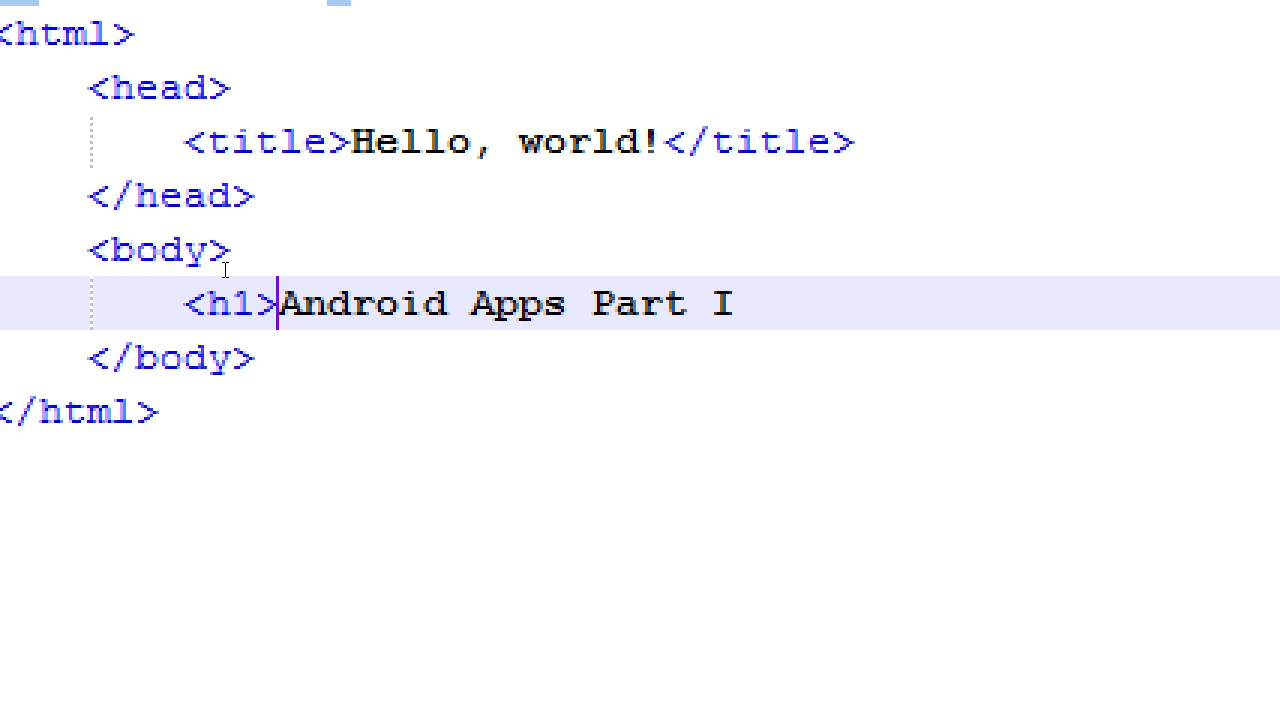 <html>
<head>
<title>Hello, world!</title>
</head>
<body>
<h1>Android Apps Part I
</body>
</html>